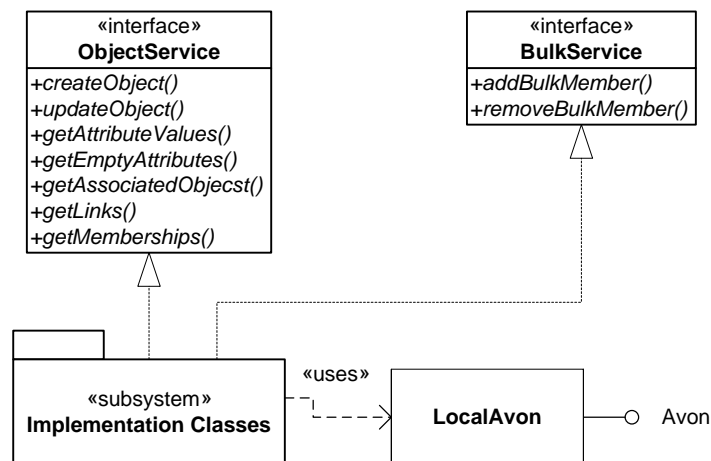 «interface»
ObjectService
+createObject()
+updateObject()
+getAttributeValues()
+getEmptyAttributes()
+getAssociatedObjecst()
+getLinks()
+getMemberships()
«interface»
BulkService
+addBulkMember()
+removeBulkMember()
«subsystem»
Implementation Classes
«uses»
LocalAvon
Avon